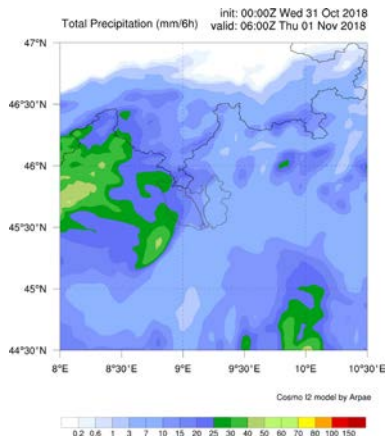 init: 00:00Z Wed 31 Oct 2018
Total Precipitation (mm/6h) valid: 06:00Z Thu 01 Nov 2018
47°N
46°30'N
46°N
45°30'N
45°N
44°30'N
8°E 8°30'E 9°E 9°30'E 10°E 10°30'E
Cosmo I2 model by Arpae
0.2 0.6 1 3 7 10 15 20 25 30 40 50 60 70 80 100 150